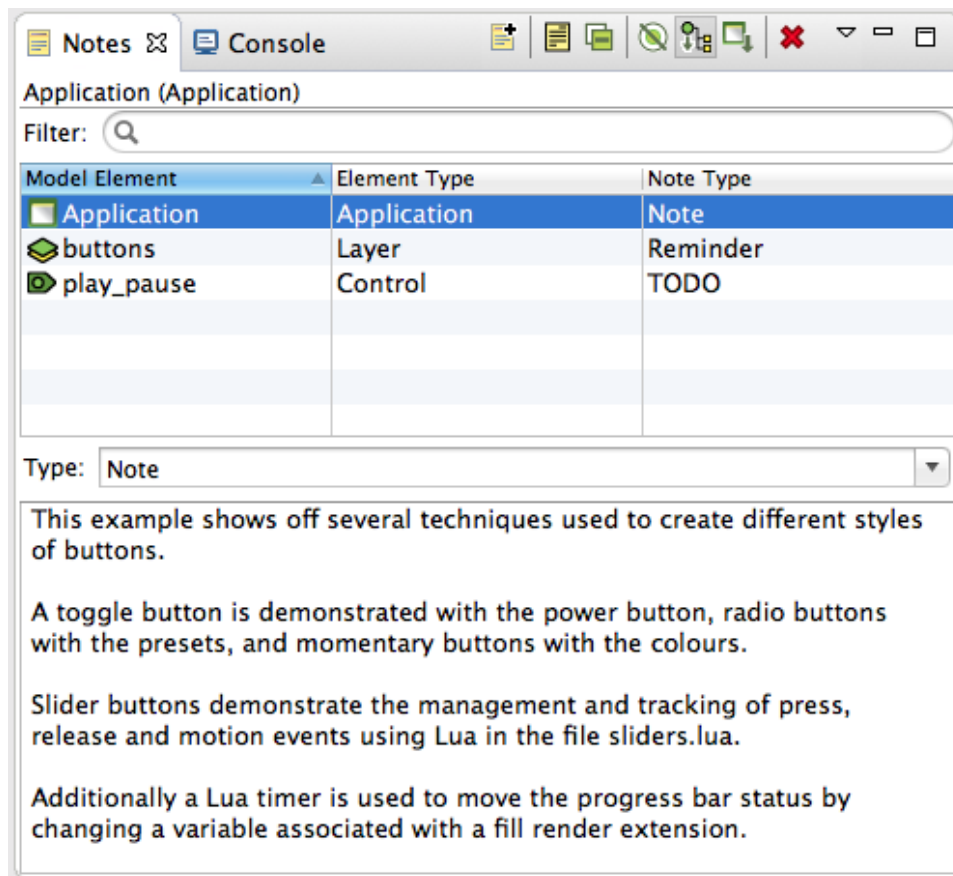 Notes Console
Application (Application)
Filter:
Model Element Element Type Note Type
Application Application Note
buttons Layer Reminder
play_pause Control TODO
Type: Note
This example shows off several techniques used to create different styles
of buttons.
A toggle button is demonstrated with the power button, radio buttons
with the presets, and momentary buttons with the colours.
Slider buttons demonstrate the management and tracking of press,
release and motion events using Lua in the file sliders.lua.
Additionally a Lua timer is used to move the progress bar status by
changing a variable associated with a fill render extension.